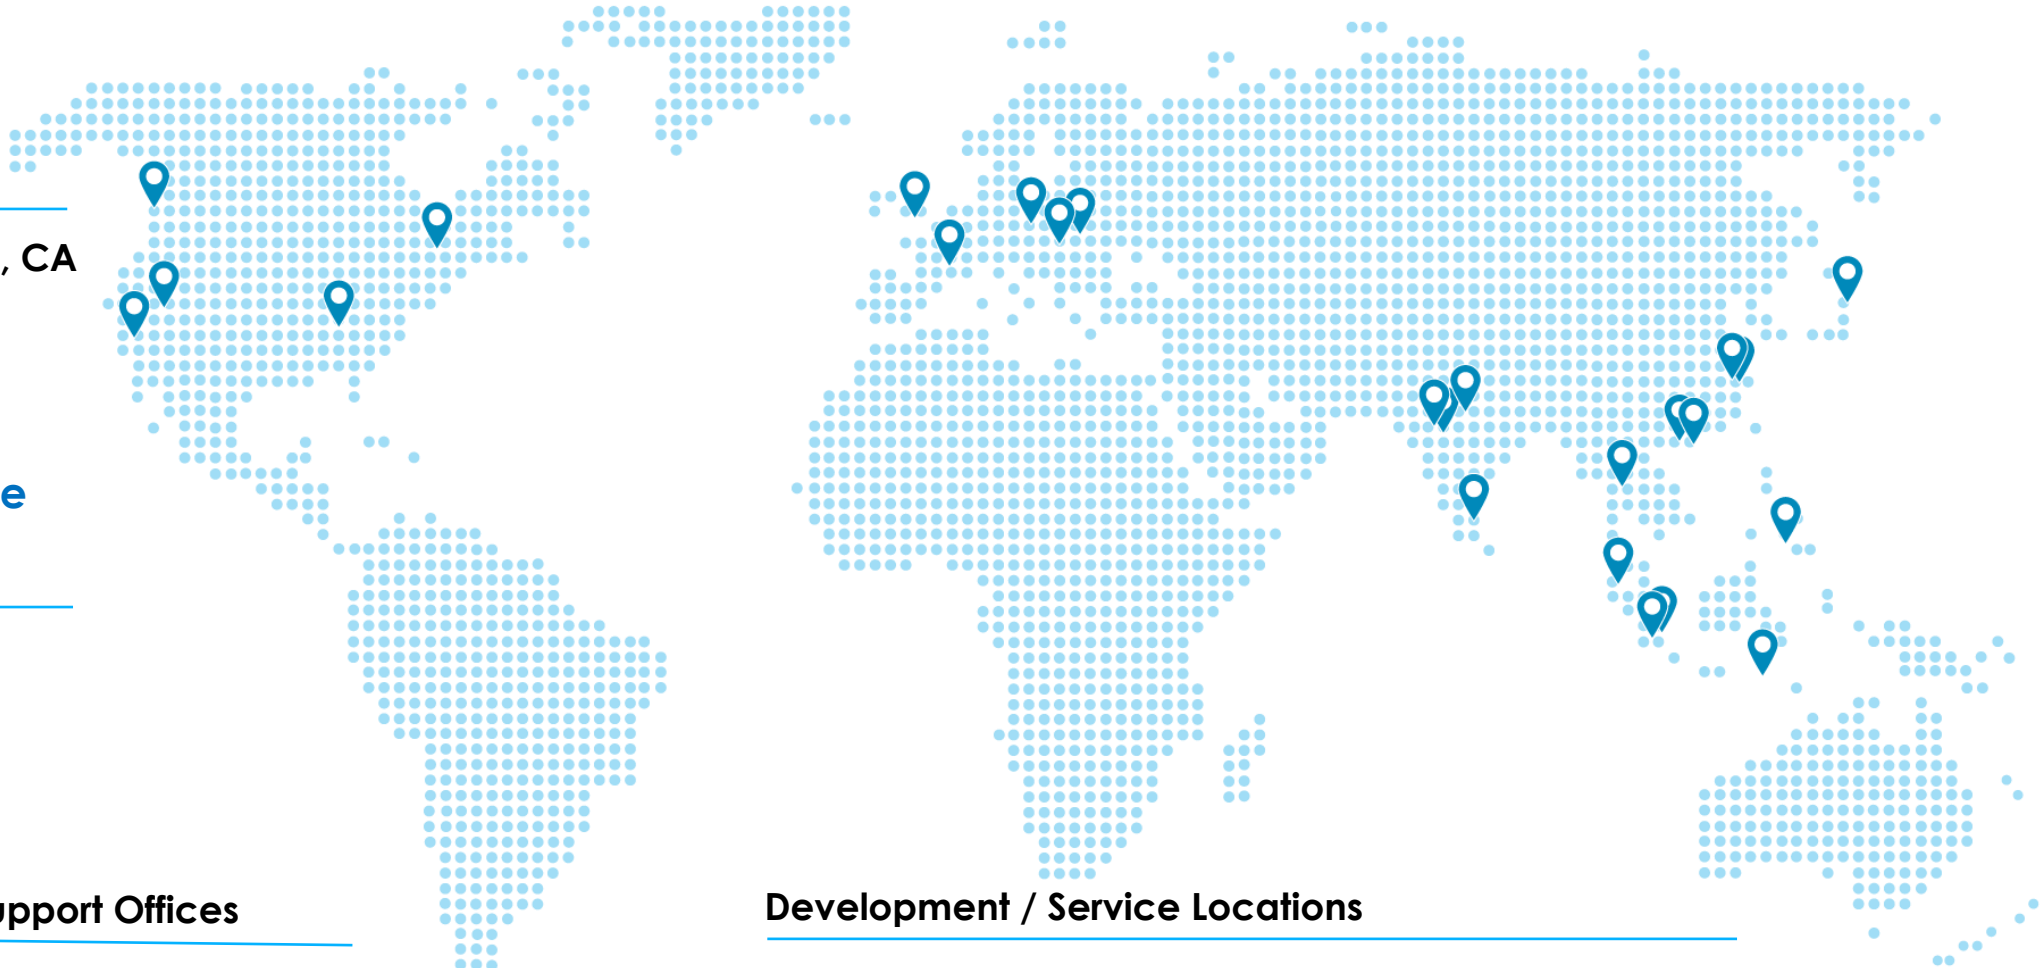 , CA
e
upport Offices
Development / Service Locations